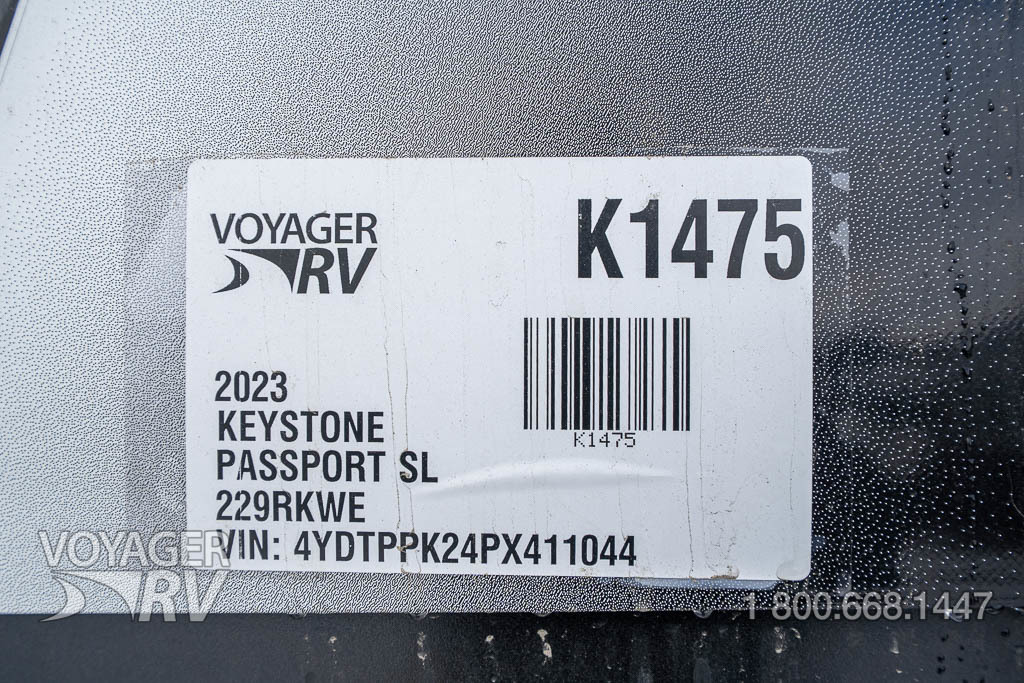 VOYAGER
RV
K1475
K1475
2023
KEYSTONE
PASSPORT SL
229RKWE
VIN: 4YDTPPK24PX411044
VOYAGER
RV
1 800.668.1447